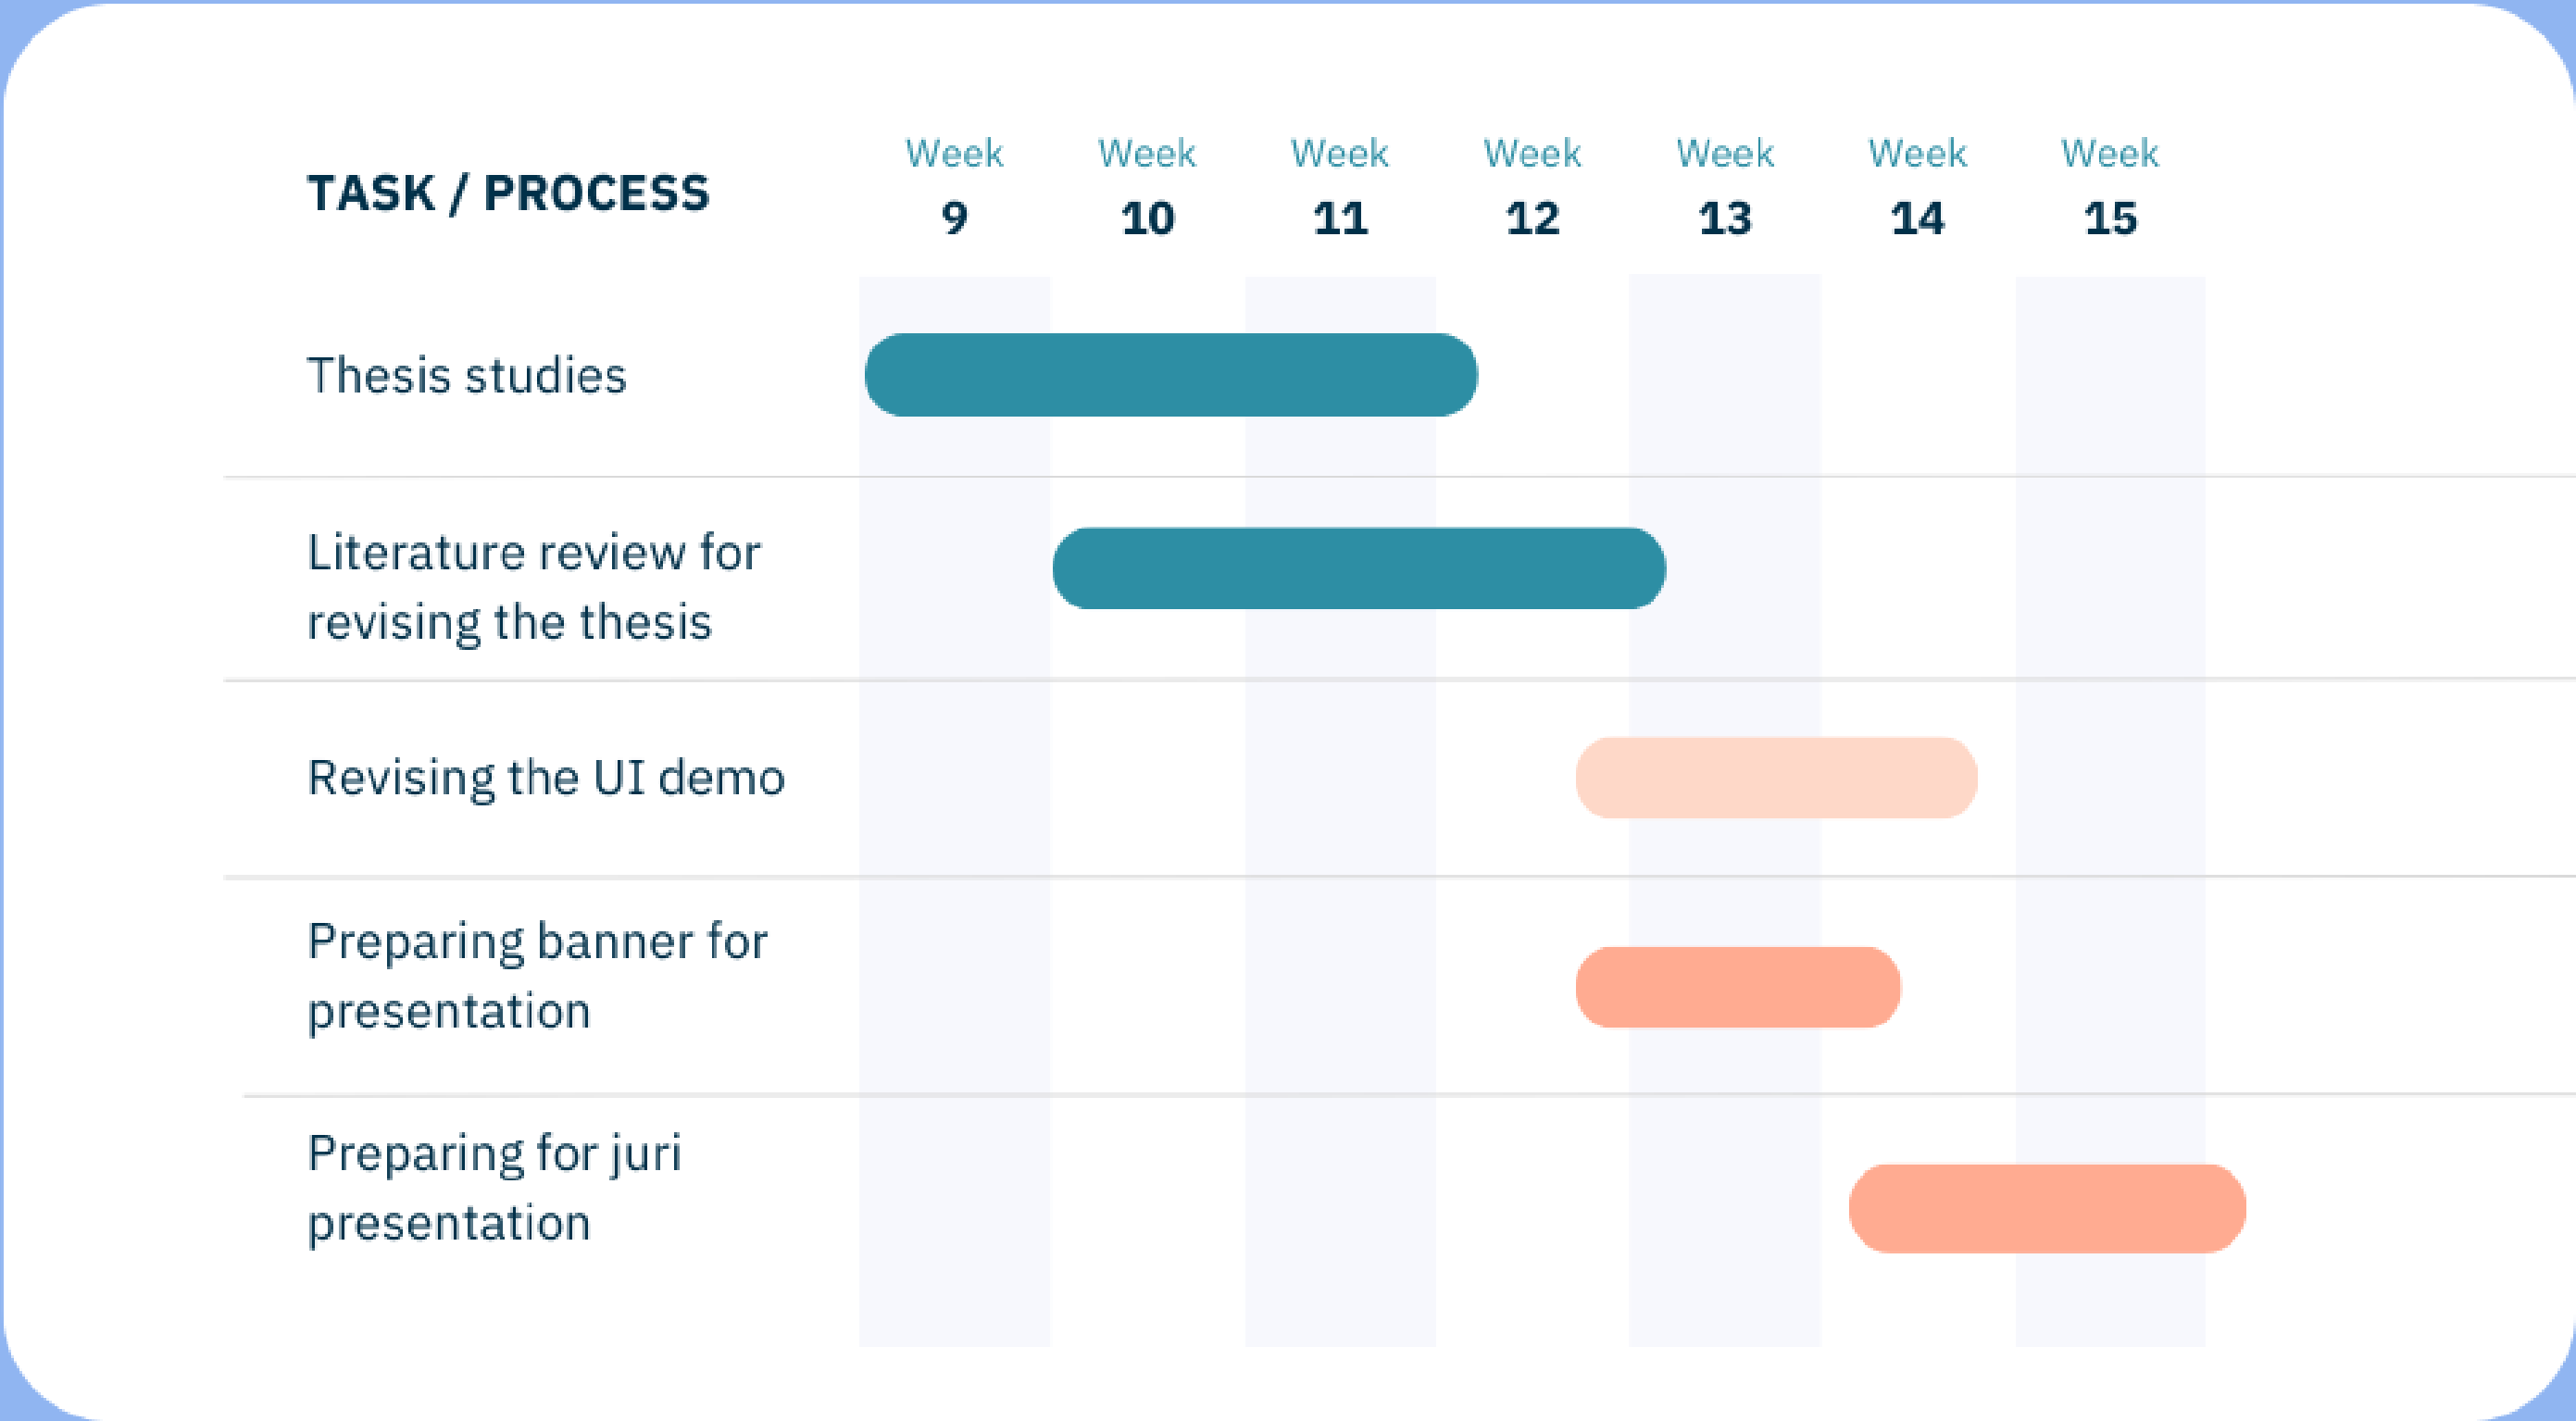 TASK / PROCESS
Week Week Week Week Week Week Week
9 10 11 12 13 14 15
Thesis studies
Literature review for
revising the thesis
Revising the UI demo
Preparing banner for
presentation
Preparing for juri
presentation